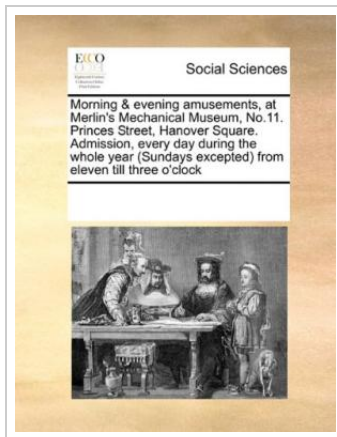 ECCO
Social Sciences
Morning & evening amusements, at
Merlin's Mechanical Museum, No.11.
Princes Street, Hanover Square.
Admission, every day during the
whole year (Sundays excepted) from
eleven till three o'clock